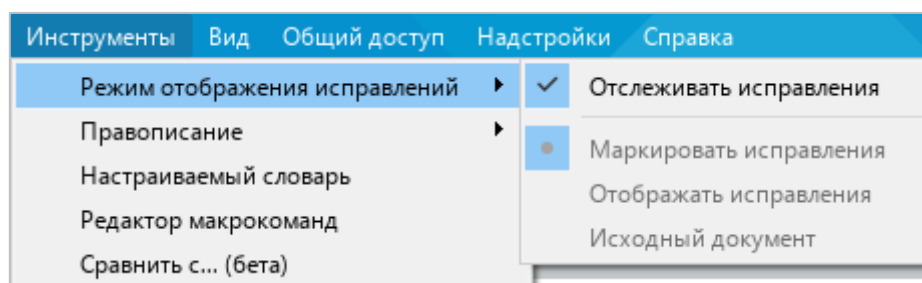 Инструменты Вид Общий доступ Надстройки Справка
Режим отображения исправлений
Отслеживать исправления
Правописание
Маркировать исправления
Настраиваемый словарь
Отображать исправления
Редактор макрокоманд
Исходный документ
Сравнить с... (бета)